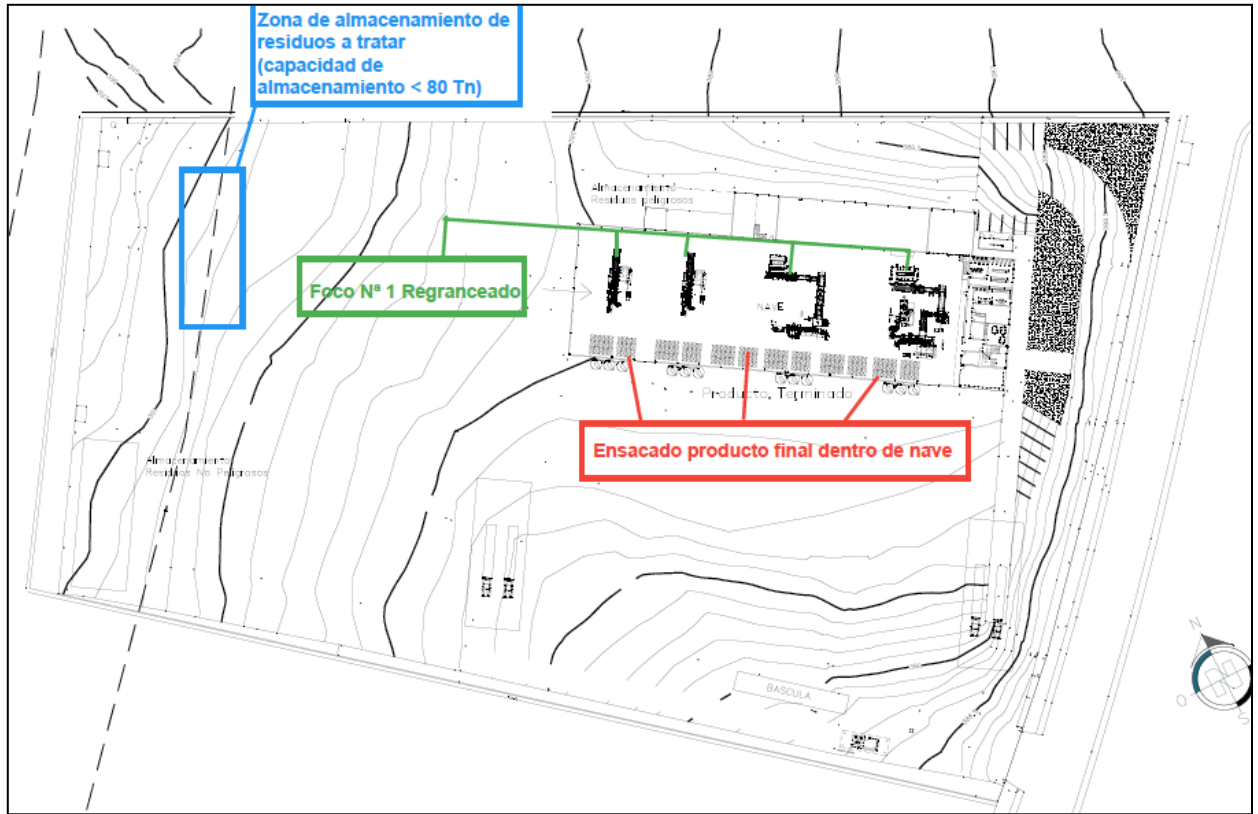 Zona de almacenamiento de
residuos a tratar
(capacidad de
almacenamiento < 80 Tn)
Almacenamiento
Residuos peligrosos
Foco Nª 1 Regranceado
NAVE
Producto, Terminado
Ensacado producto final dentro de nave
Almacenamiento
Residuos No Peligrosos
BASCULA
N
O
S